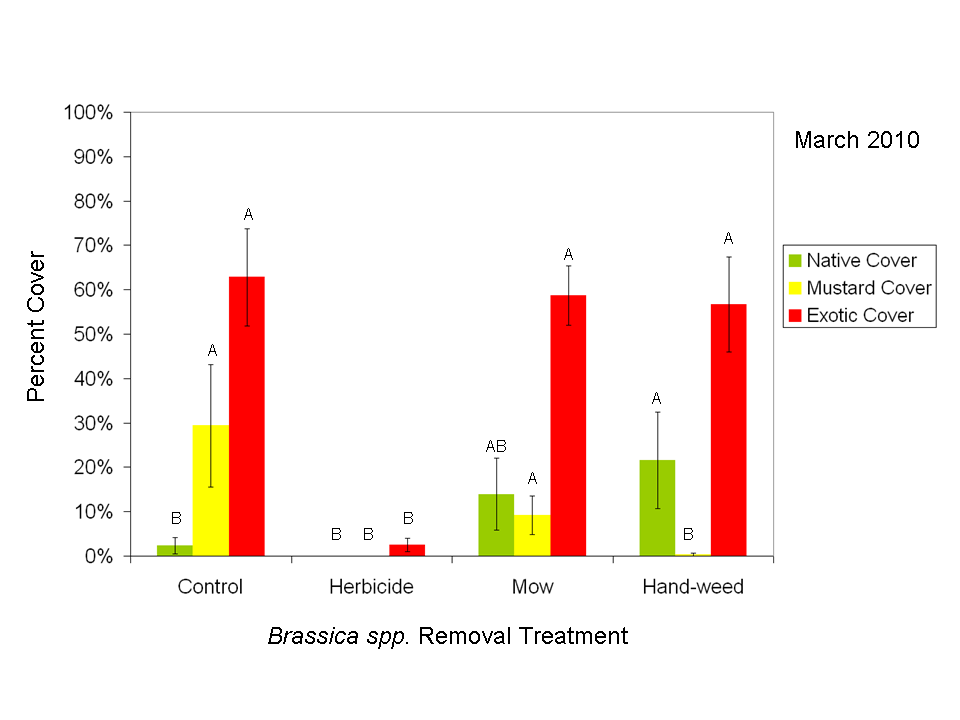 March 2010
Percent Cover
100%
90%
80%
70%
60%
50%
40%
30%
20%
10%
0%
B A A
B B B
AB A A
A B A
Control Herbicide Mow Hand-weed
Brassica spp. Removal Treatment
Native Cover
Mustard Cover
Exotic Cover